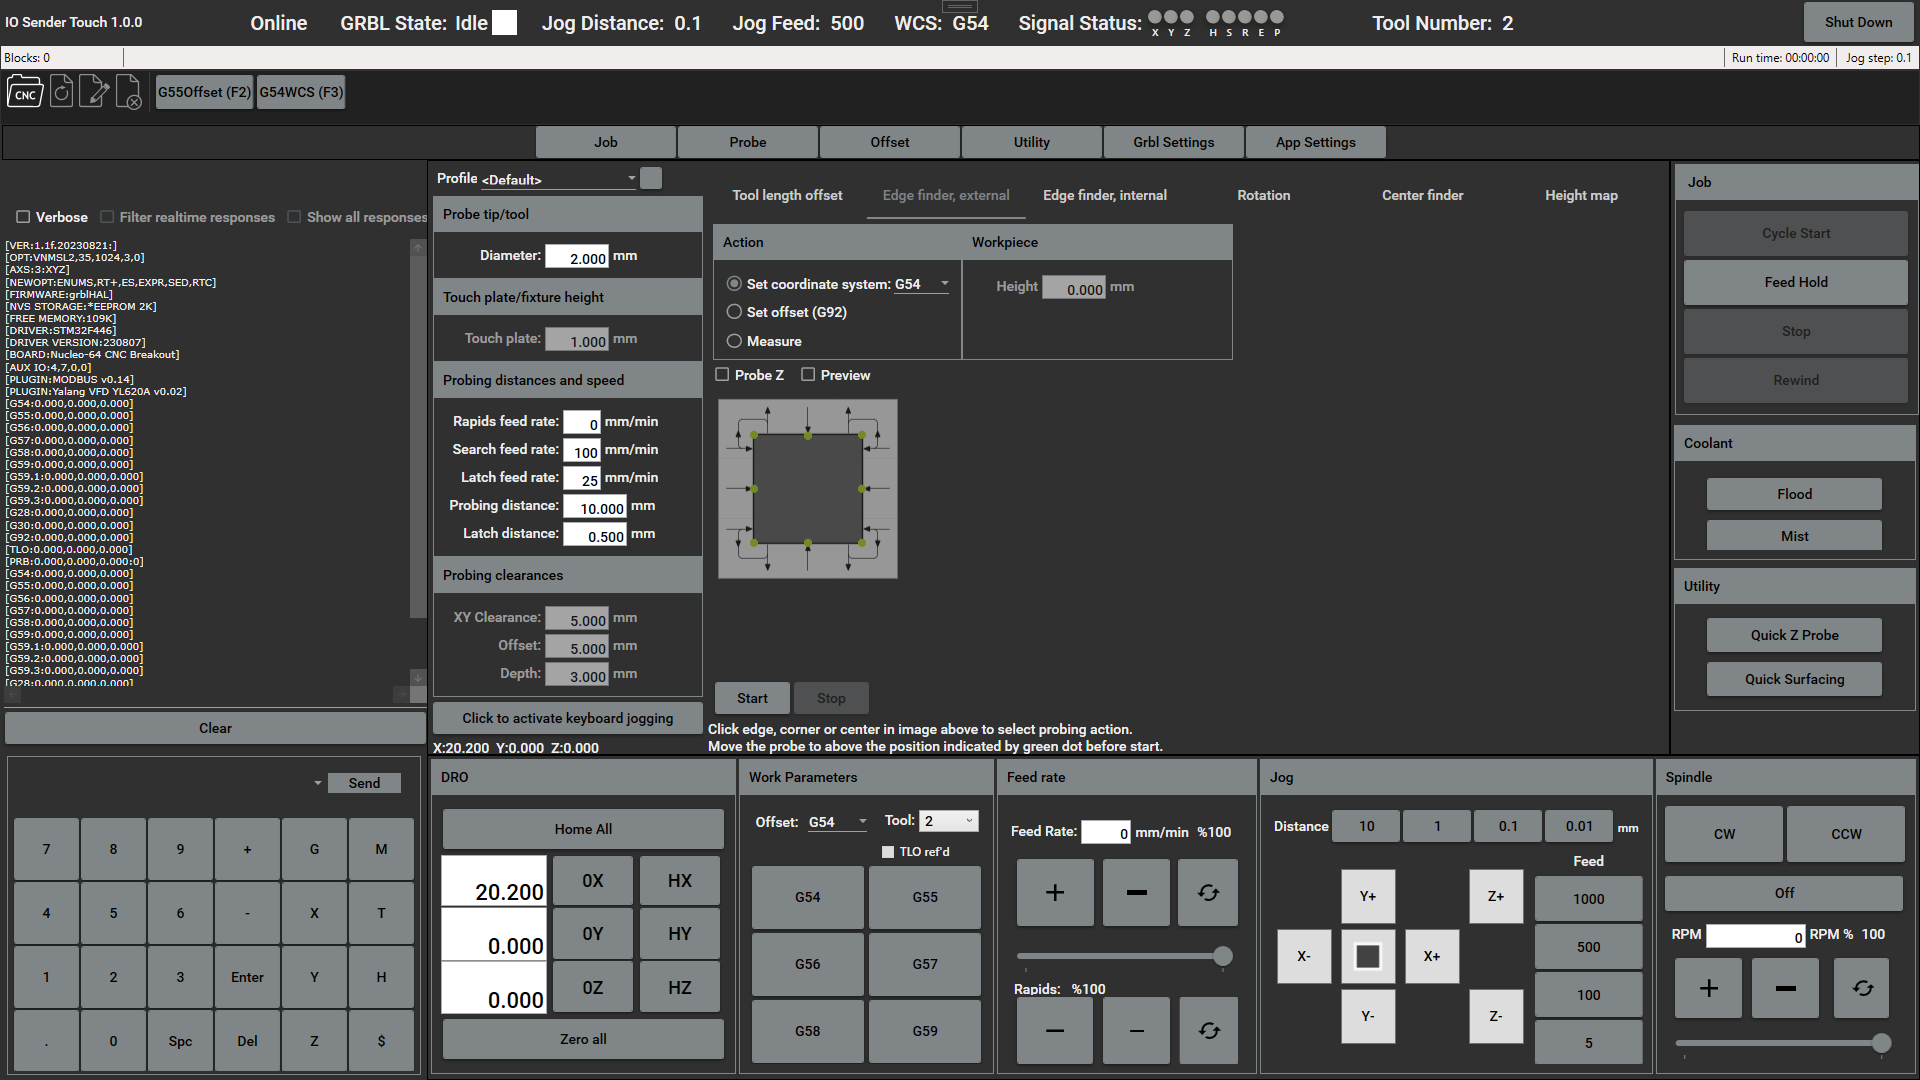 IO Sender Touch 1.0.0
Online
GRBL State: Idle
Jog Distance: 0.1
Jog Feed: 500
WCS: G54
Signal Status:
X Y Z H S R E P
Tool Number: 2
Shut Down
Blocks: 0
Run time: 00:00:00
Jog step: 0.1
CNC
G55Offset (F2)
G54WCS (F3)
Job
Probe
Offset
Utility
Grbl Settings
App Settings
Verbose
Filter realtime responses
Show all responses
[VER:1.1f.20230821:]
[OPT:VNMSL2,35,1024,3,0]
[AXS:3:XYZ]
[NEWOPT:ENUMS,RT+,ES,EXPR,SED,RTC]
[FIRMWARE:grblHAL]
[NVS STORAGE:*EEPROM 2K]
[FREE MEMORY:109K]
[DRIVER:STM32F446]
[DRIVER VERSION:230807]
[BOARD:Nucleo-64 CNC Breakout]
[AUX IO:4,7,0,0]
[PLUGIN:MODBUS v0.14]
[PLUGIN:Yalang VFD YL620A v0.02]
[G54:0.000,0.000,0.000]
[G55:0.000,0.000,0.000]
[G56:0.000,0.000,0.000]
[G57:0.000,0.000,0.000]
[G58:0.000,0.000,0.000]
[G59:0.000,0.000,0.000]
[G59.1:0.000,0.000,0.000]
[G59.2:0.000,0.000,0.000]
[G59.3:0.000,0.000,0.000]
[G28:0.000,0.000,0.000]
[G30:0.000,0.000,0.000]
[G92:0.000,0.000,0.000]
[TLO:0.000,0.000,0.000]
[PRB:0.000,0.000,0.000:0]
[G54:0.000,0.000,0.000]
[G55:0.000,0.000,0.000]
[G56:0.000,0.000,0.000]
[G57:0.000,0.000,0.000]
[G58:0.000,0.000,0.000]
[G59:0.000,0.000,0.000]
[G59.1:0.000,0.000,0.000]
[G59.2:0.000,0.000,0.000]
[G59.3:0.000,0.000,0.000]
[G28:0.000,0.000,0.000]
Clear
Send
7 8 9 + G M
4 5 6 - X T
1 2 3 Enter Y H
. 0 Spc Del Z $
Profile <Default>
Probe tip/tool
Diameter: 2.000 mm
Touch plate/fixture height
Touch plate: 1.000 mm
Probing distances and speed
Rapids feed rate: 0 mm/min
Search feed rate: 100 mm/min
Latch feed rate: 25 mm/min
Probing distance: 10.000 mm
Latch distance: 0.500 mm
Probing clearances
XY Clearance: 5.000 mm
Offset: 5.000 mm
Depth: 3.000 mm
Click to activate keyboard jogging
X:20.200 Y:0.000 Z:0.000
Tool length offset
Edge finder, external
Edge finder, internal
Rotation
Center finder
Height map
Action
Set coordinate system: G54
Set offset (G92)
Measure
Workpiece
Height 0.000 mm
Probe Z
Preview
Start
Stop
Click edge, corner or center in image above to select probing action.
Move the probe to above the position indicated by green dot before start.
Job
Cycle Start
Feed Hold
Stop
Rewind
Coolant
Flood
Mist
Utility
Quick Z Probe
Quick Surfacing
DRO
Home All
20.200 0X HX
0.000 0Y HY
0.000 0Z HZ
Zero all
Work Parameters
Offset: G54
Tool: 2
TLO ref'd
G54 G55
G56 G57
G58 G59
Feed rate
Feed Rate: 0 mm/min %100
+ −
Rapids: %100
− −
Jog
Distance 10 1 0.1 0.01 mm
Feed
Y+ Z+
X- X+
Y- Z-
1000
500
100
5
Spindle
CW
CCW
Off
RPM 0 RPM % 100
+ −